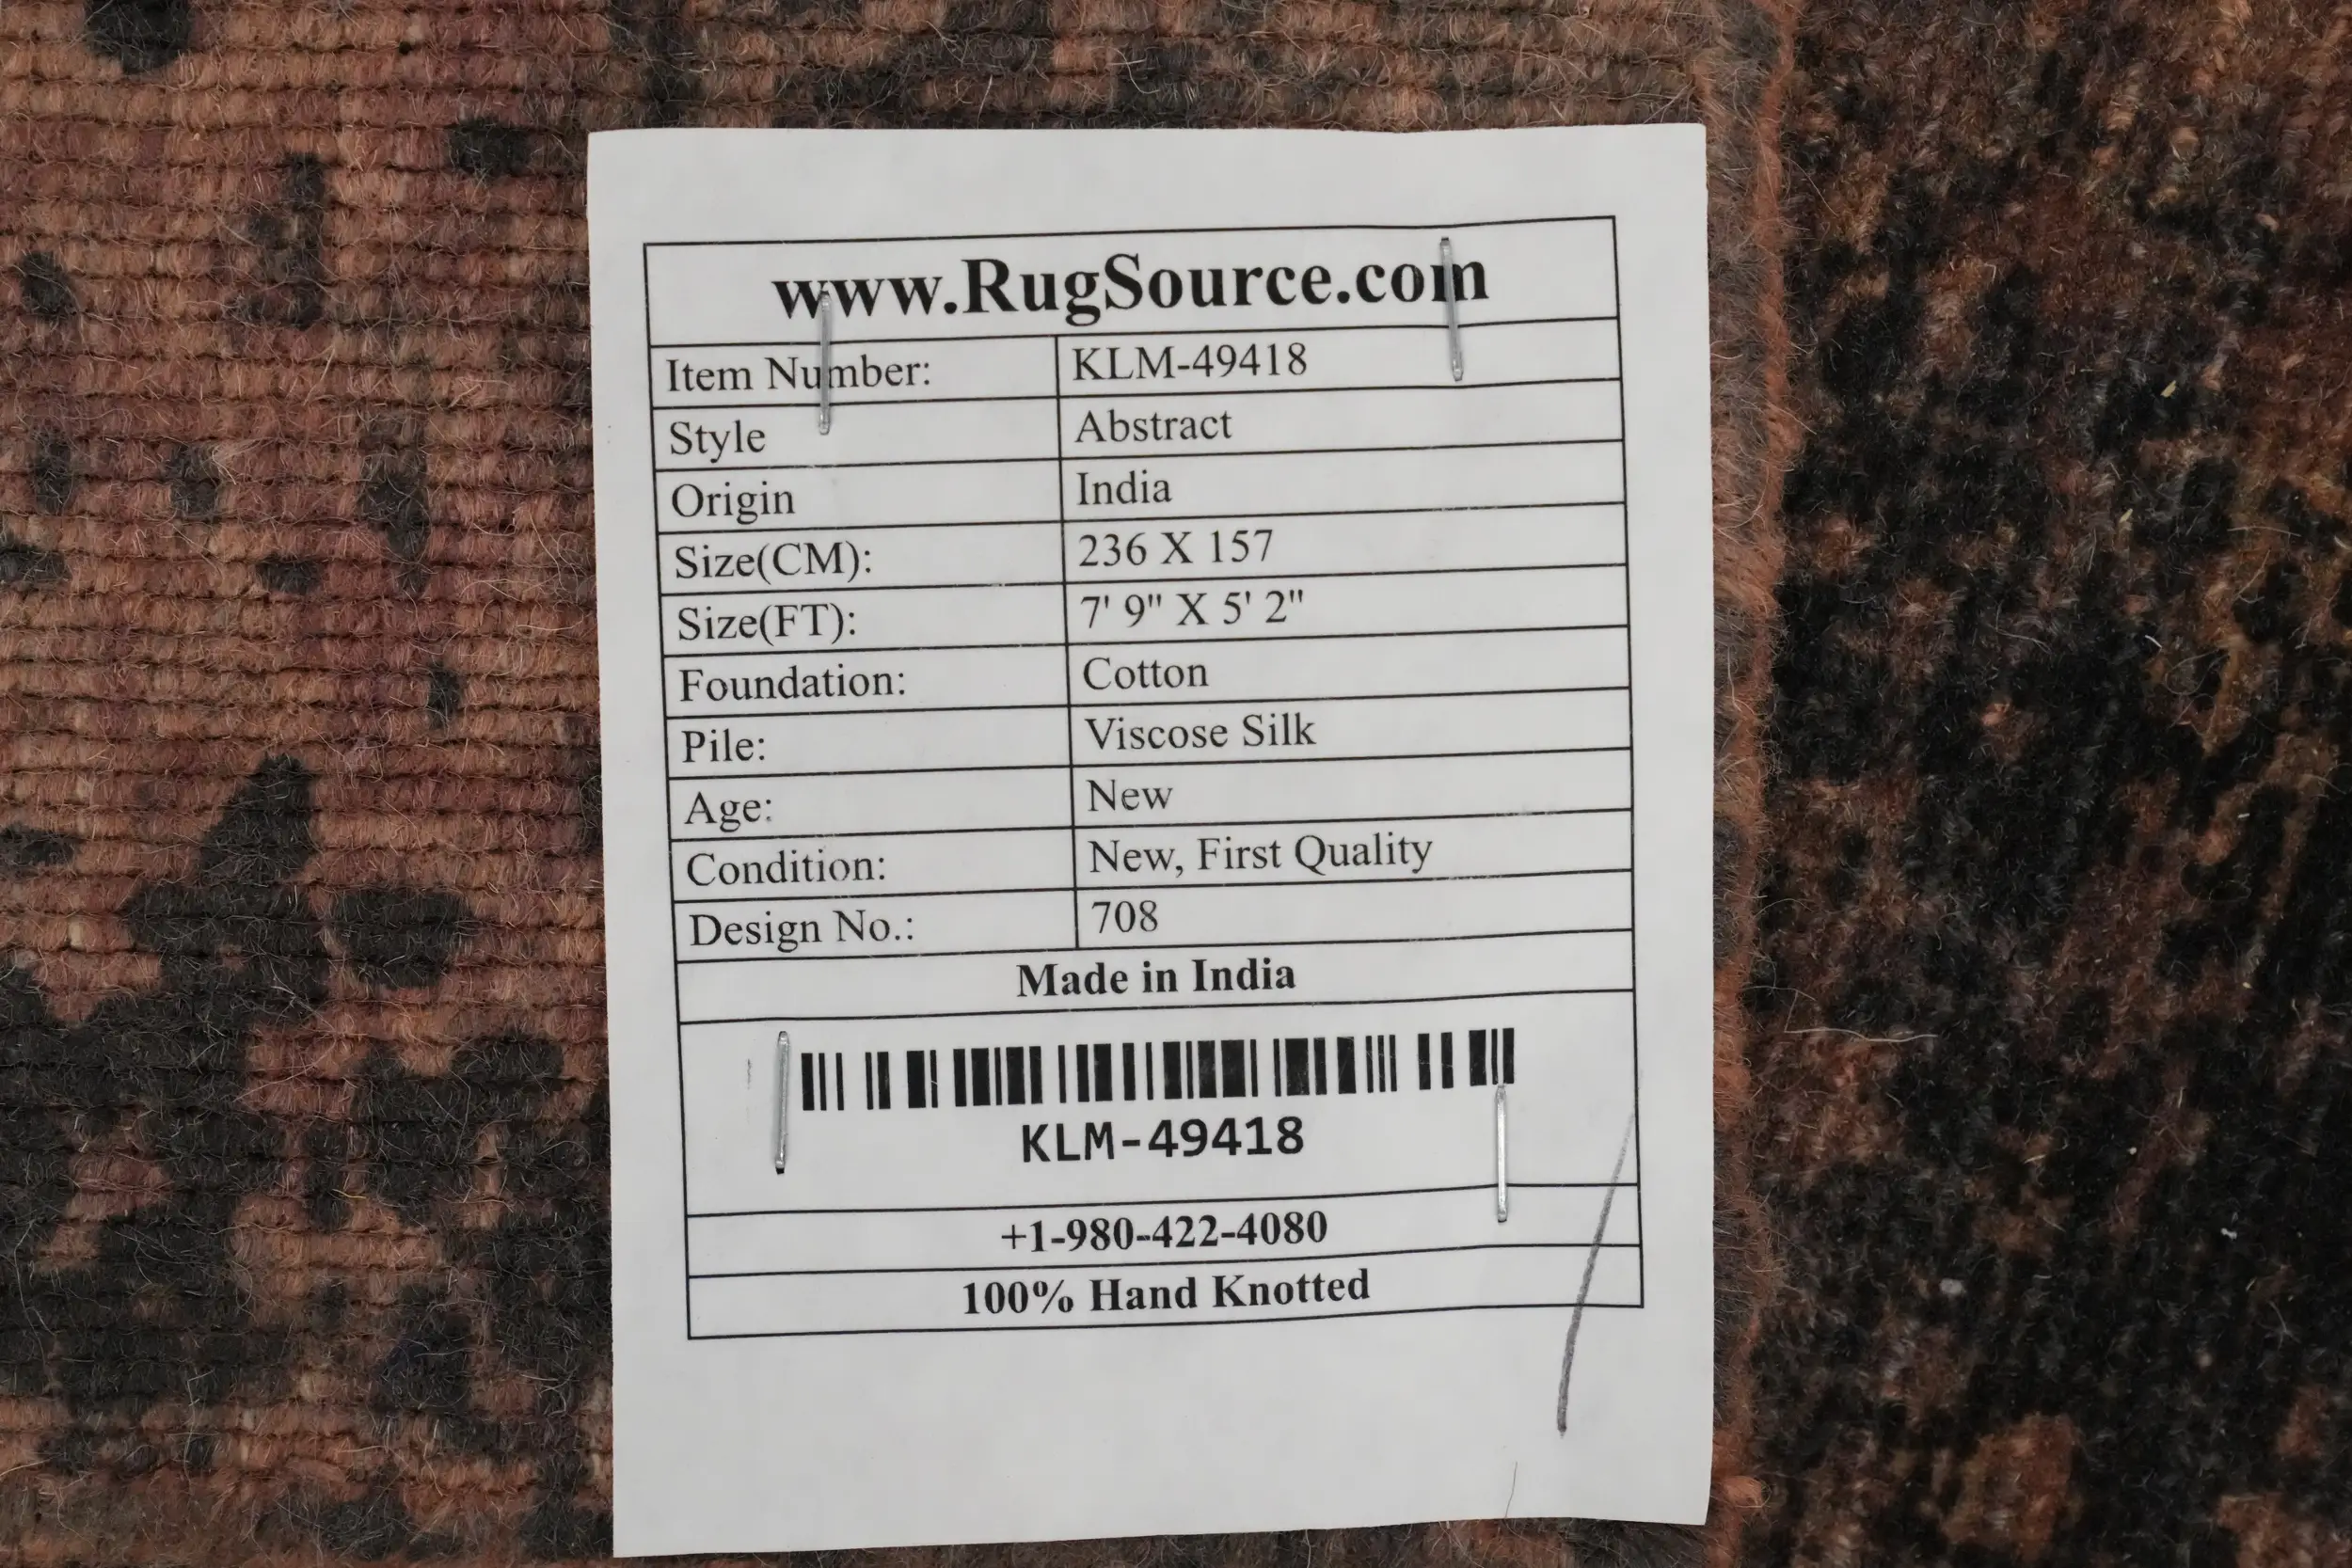 www.RugSource.com
Item Number: KLM-49418
Style Abstract
Origin India
Size(CM): 236 X 157
Size(FT): 7' 9" X 5' 2"
Foundation: Cotton
Pile: Viscose Silk
Age: New
Condition: New, First Quality
Design No.: 708
Made in India
KLM-49418
+1-980-422-4080
100% Hand Knotted